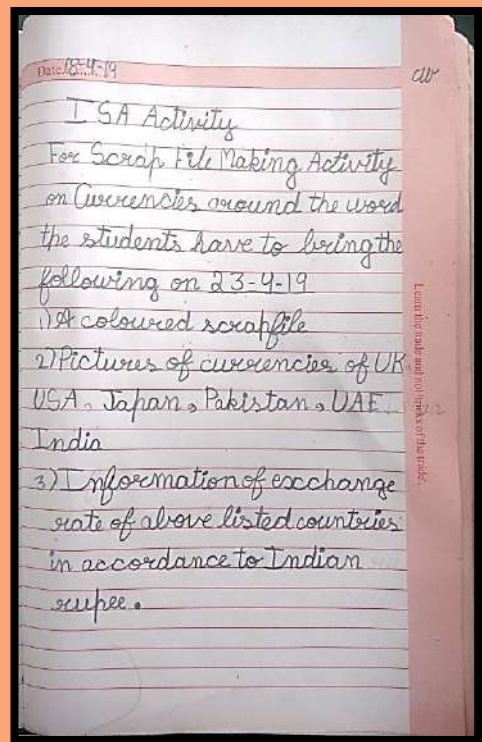 Date 18-4-19
CW
I SA Activity
For Scrap File Making Activity
on Currencies around the word
the students have to bring the
following on 23-4-19
1) A coloured scrapfile
2) Pictures of currencies of UK
USA, Japan, Pakistan, UAE
India
3) Information of exchange
rate of above listed countries
in accordance to Indian
rupee.
Learn the trade and not tricks of the trade.